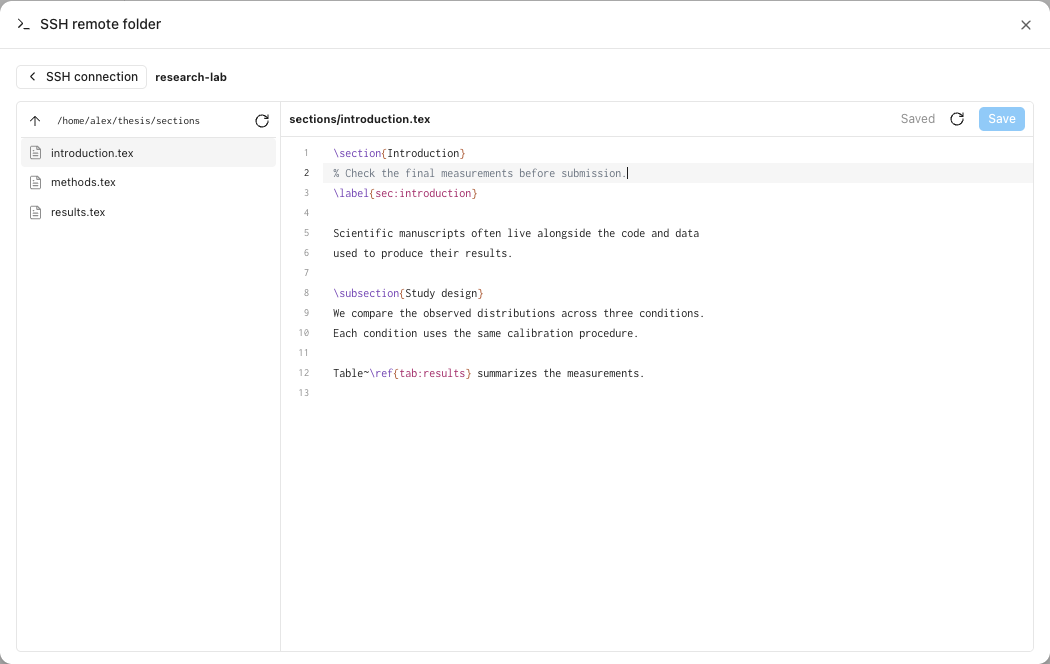 SSH remote folder
SSH connection
research-lab
/home/alex/thesis/sections
introduction.tex
methods.tex
results.tex
sections/introduction.tex
Saved
Save
1 \section{Introduction}
2 % Check the final measurements before submission.
3 \label{sec:introduction}
4
5 Scientific manuscripts often live alongside the code and data
6 used to produce their results.
7
8 \subsection{Study design}
9 We compare the observed distributions across three conditions.
10 Each condition uses the same calibration procedure.
11
12 Table~\ref{tab:results} summarizes the measurements.
13